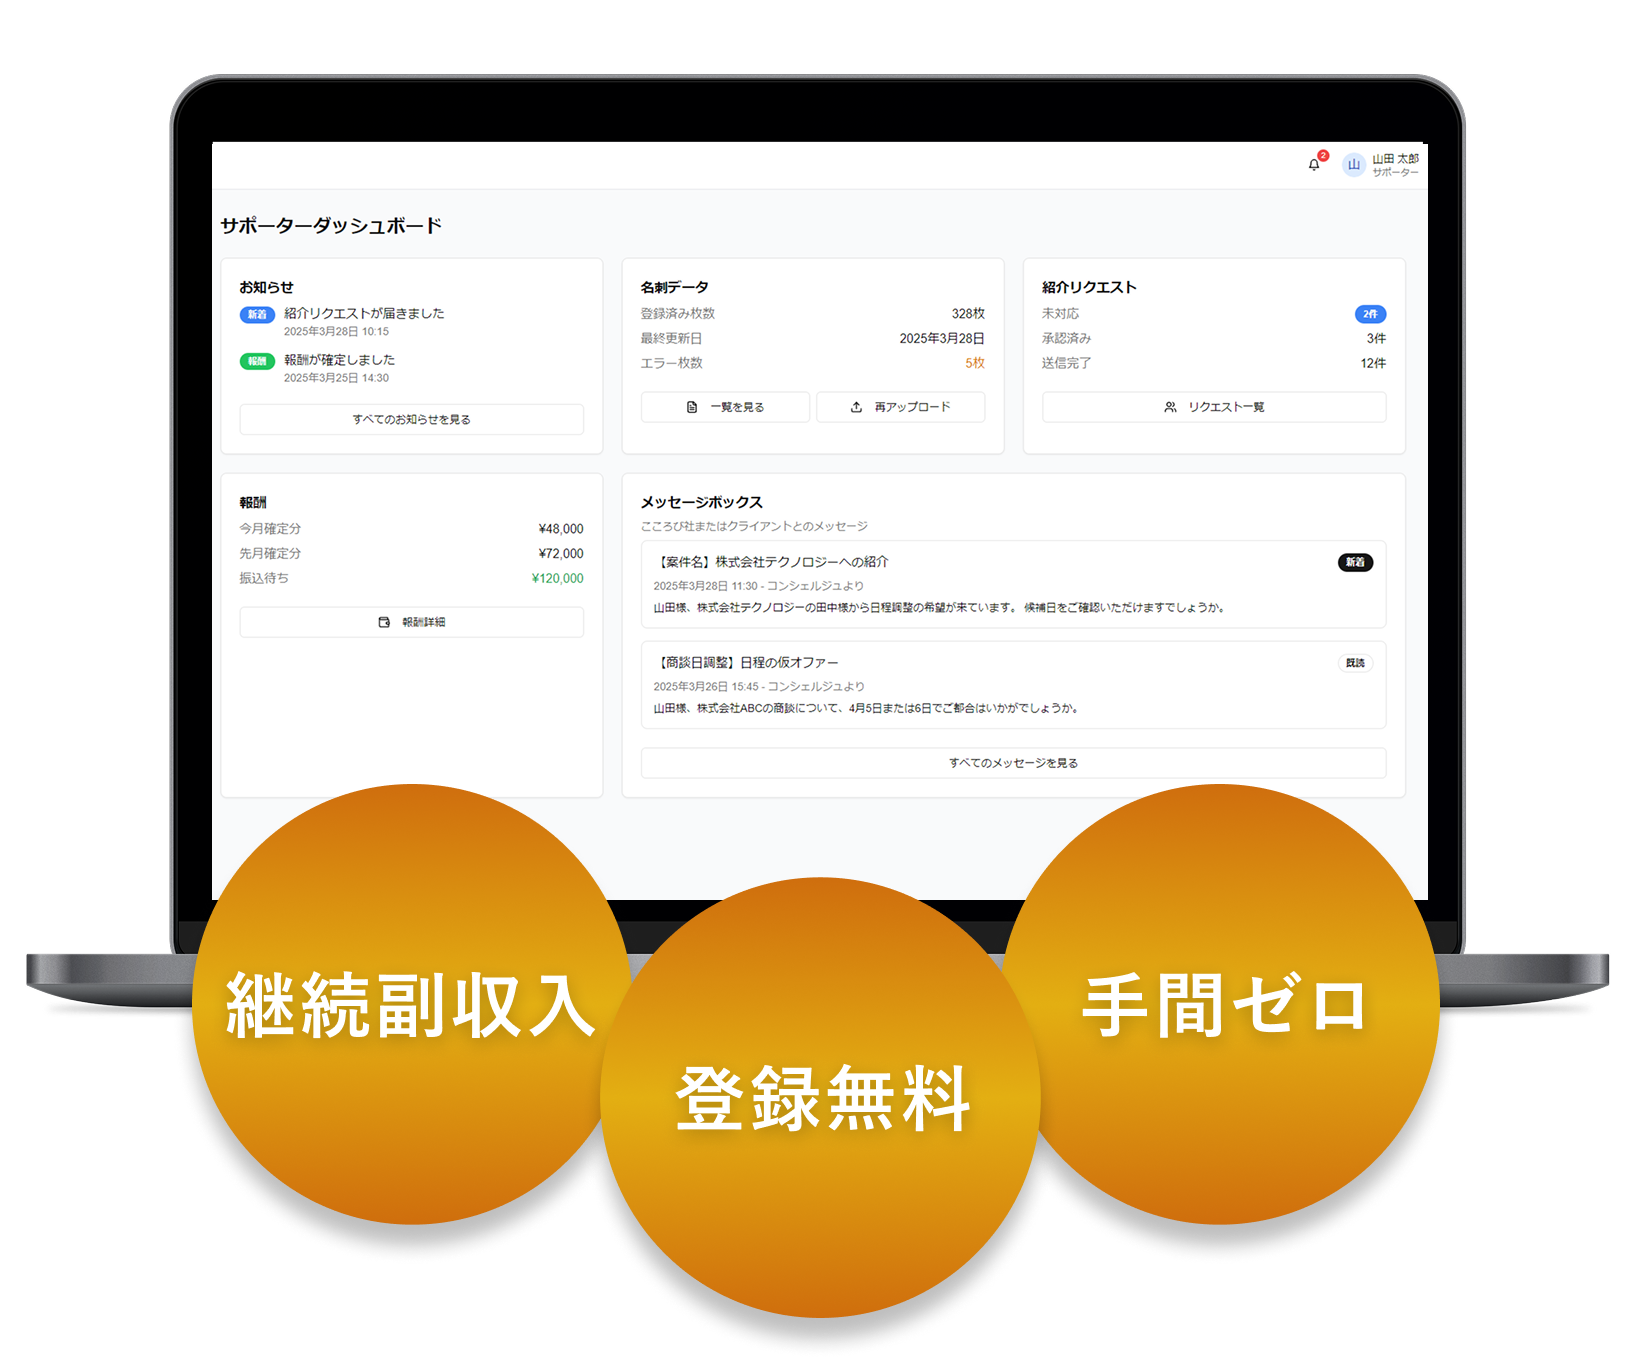 2
山
山田 太郎
サポーター
サポーターダッシュボード
お知らせ
新着 紹介リクエストが届きました
2025年3月28日 10:15
報酬 報酬が確定しました
2025年3月25日 14:30
すべてのお知らせを見る
名刺データ
登録済み枚数 328枚
最終更新日 2025年3月28日
エラー枚数 5枚
一覧を見る 再アップロード
紹介リクエスト
未対応 2件
承認済み 3件
送信完了 12件
リクエスト一覧
報酬
今月確定分 ¥48,000
先月確定分 ¥72,000
振込待ち ¥120,000
報酬詳細
メッセージボックス
こころび社またはクライアントとのメッセージ
【案件名】株式会社テクノロジーへの紹介 新着
2025年3月28日 11:30 - コンシェルジュより
山田様、株式会社テクノロジーの田中様から日程調整の希望が来ています。 候補日をご確認いただけますでしょうか。
【商談日調整】日程の仮オファー 既読
2025年3月26日 15:45 - コンシェルジュより
山田様、株式会社ABCの商談について、4月5日または6日でご都合はいかがでしょうか。
すべてのメッセージを見る
継続副収入
登録無料
手間ゼロ